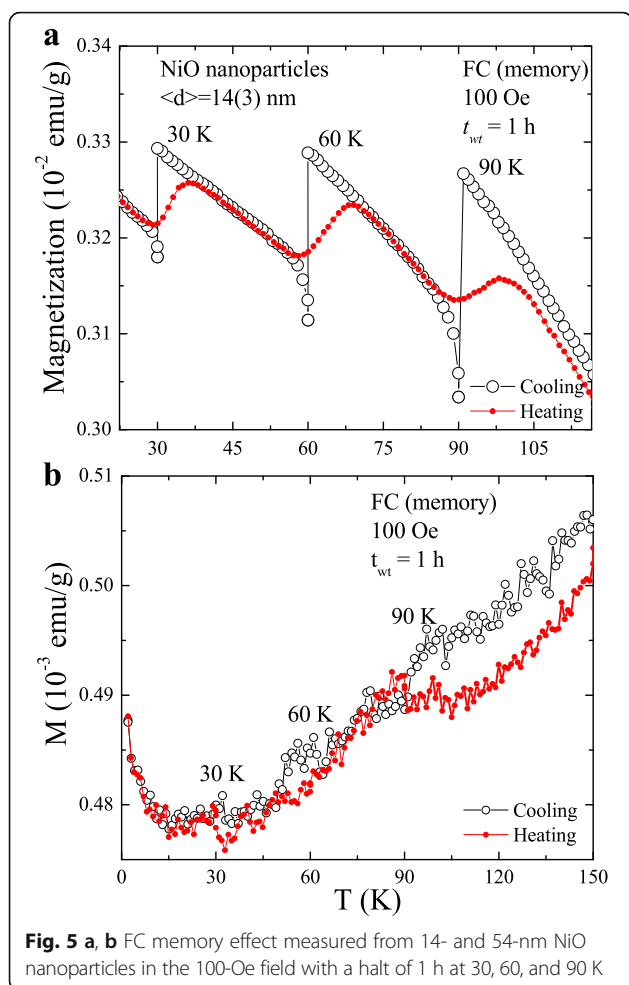 a
0.34
0.33
0.32
0.31
0.30
Magnetization (10⁻² emu/g)
NiO nanoparticles
<d>=14(3) nm
FC (memory)
100 Oe
t_wt = 1 h
30 K
60 K
90 K
Cooling
Heating
30 45 60 75 90 105
b
0.51
0.50
0.49
0.48
M (10⁻³ emu/g)
FC (memory)
100 Oe
t_wt = 1 h
90 K
60 K
30 K
Cooling
Heating
0 30 60 90 120 150
T (K)
Fig. 5 a, b FC memory effect measured from 14- and 54-nm NiO
nanoparticles in the 100-Oe field with a halt of 1 h at 30, 60, and 90 K